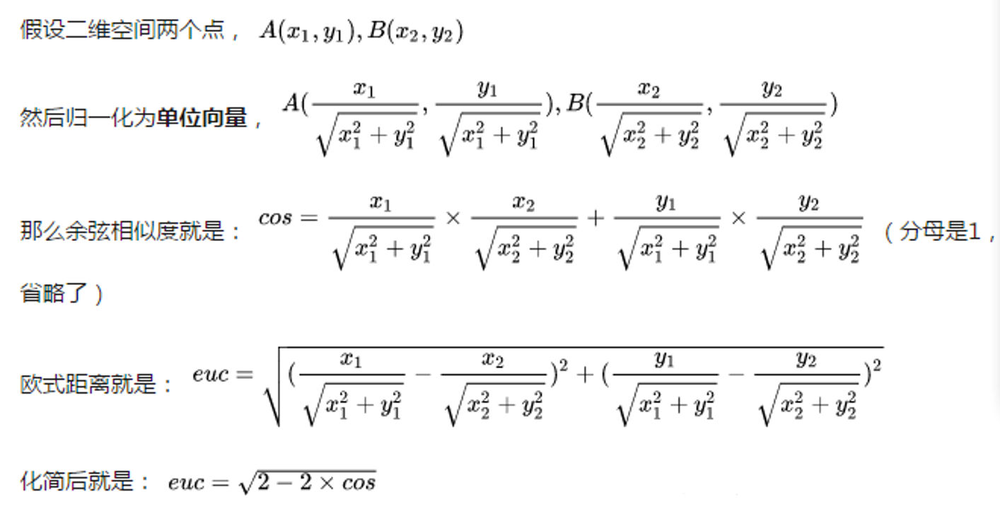 假设二维空间两个点， $A(x_1,y_1),B(x_2,y_2)$
然后归一化为单位向量， $A(\frac{x_1}{\sqrt{x_1^2+y_1^2}},\frac{y_1}{\sqrt{x_1^2+y_1^2}}),B(\frac{x_2}{\sqrt{x_2^2+y_2^2}},\frac{y_2}{\sqrt{x_2^2+y_2^2}})$
那么余弦相似度就是： $cos=\frac{x_1}{\sqrt{x_1^2+y_1^2}}\times\frac{x_2}{\sqrt{x_2^2+y_2^2}}+\frac{y_1}{\sqrt{x_1^2+y_1^2}}\times\frac{y_2}{\sqrt{x_2^2+y_2^2}}$ （分母是1，
省略了）
欧式距离就是： $euc=\sqrt{(\frac{x_1}{\sqrt{x_1^2+y_1^2}}-\frac{x_2}{\sqrt{x_2^2+y_2^2}})^2+(\frac{y_1}{\sqrt{x_1^2+y_1^2}}-\frac{y_2}{\sqrt{x_2^2+y_2^2}})^2}$
化简后就是： $euc=\sqrt{2-2\times cos}$